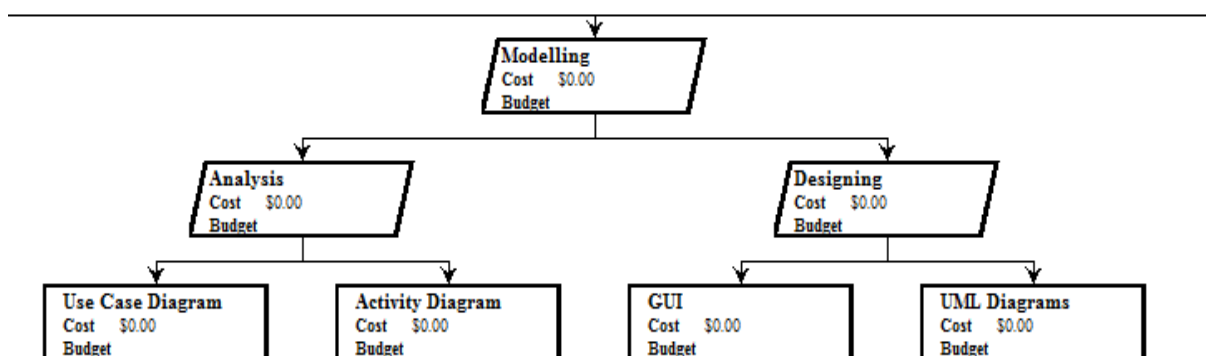 Modelling
Cost $0.00
Budget
Analysis
Cost $0.00
Budget
Designing
Cost $0.00
Budget
Use Case Diagram
Cost $0.00
Budget
Activity Diagram
Cost $0.00
Budget
GUI
Cost $0.00
Budget
UML Diagrams
Cost $0.00
Budget